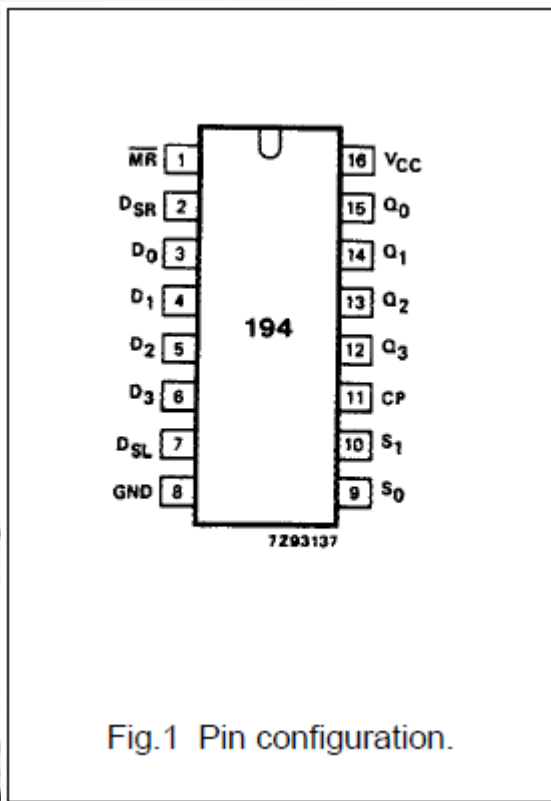 M̅R̅ 1 16 VCC
DSR 2 15 Q0
D0 3 14 Q1
D1 4 13 Q2
194
D2 5 12 Q3
D3 6 11 CP
DSL 7 10 S1
GND 8 9 S0
7Z93137
Fig.1 Pin configuration.